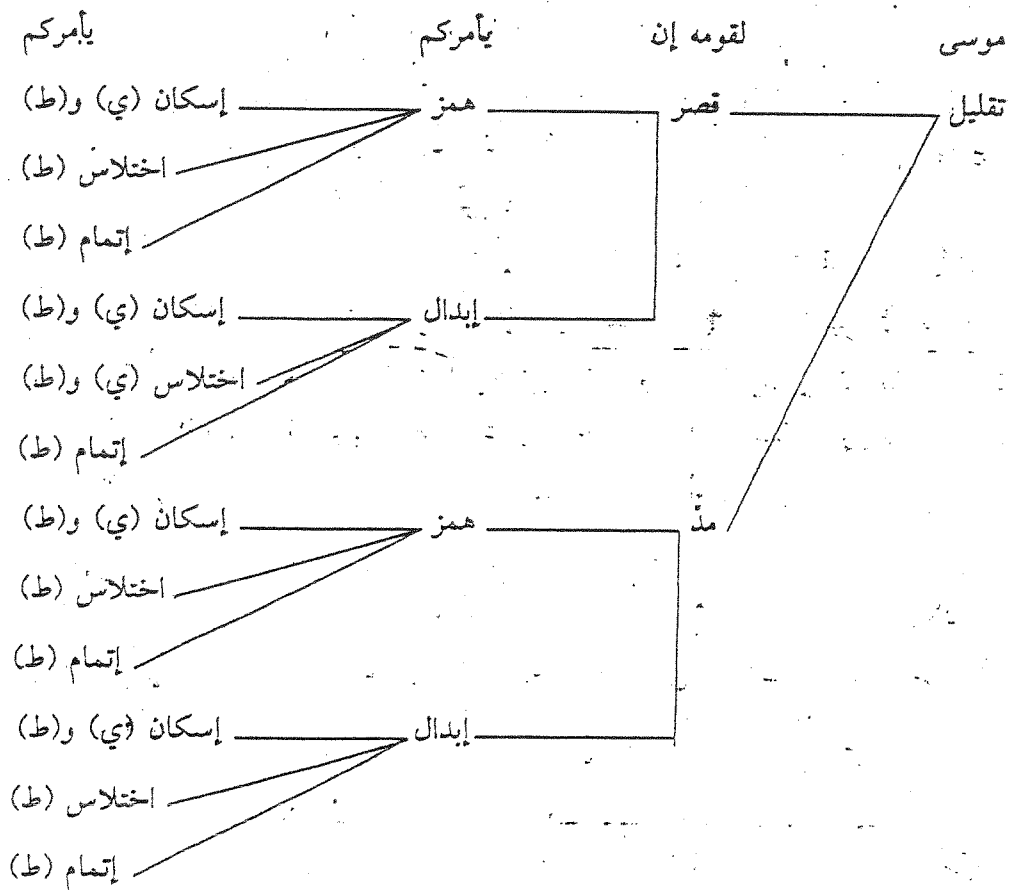 موسى لقومه إن يأمركم يأمركم
تقليل قصر همز إسكان (ي) و(ط)
اختلاس (ط)
إتمام (ط)
إبدال إسكان (ي) و(ط)
اختلاس (ي) و(ط)
إتمام (ط)
مدّ همز إسكان (ي) و(ط)
اختلاس (ط)
إتمام (ط)
إبدال إسكان (ي) و(ط)
اختلاس (ط)
إتمام (ط)